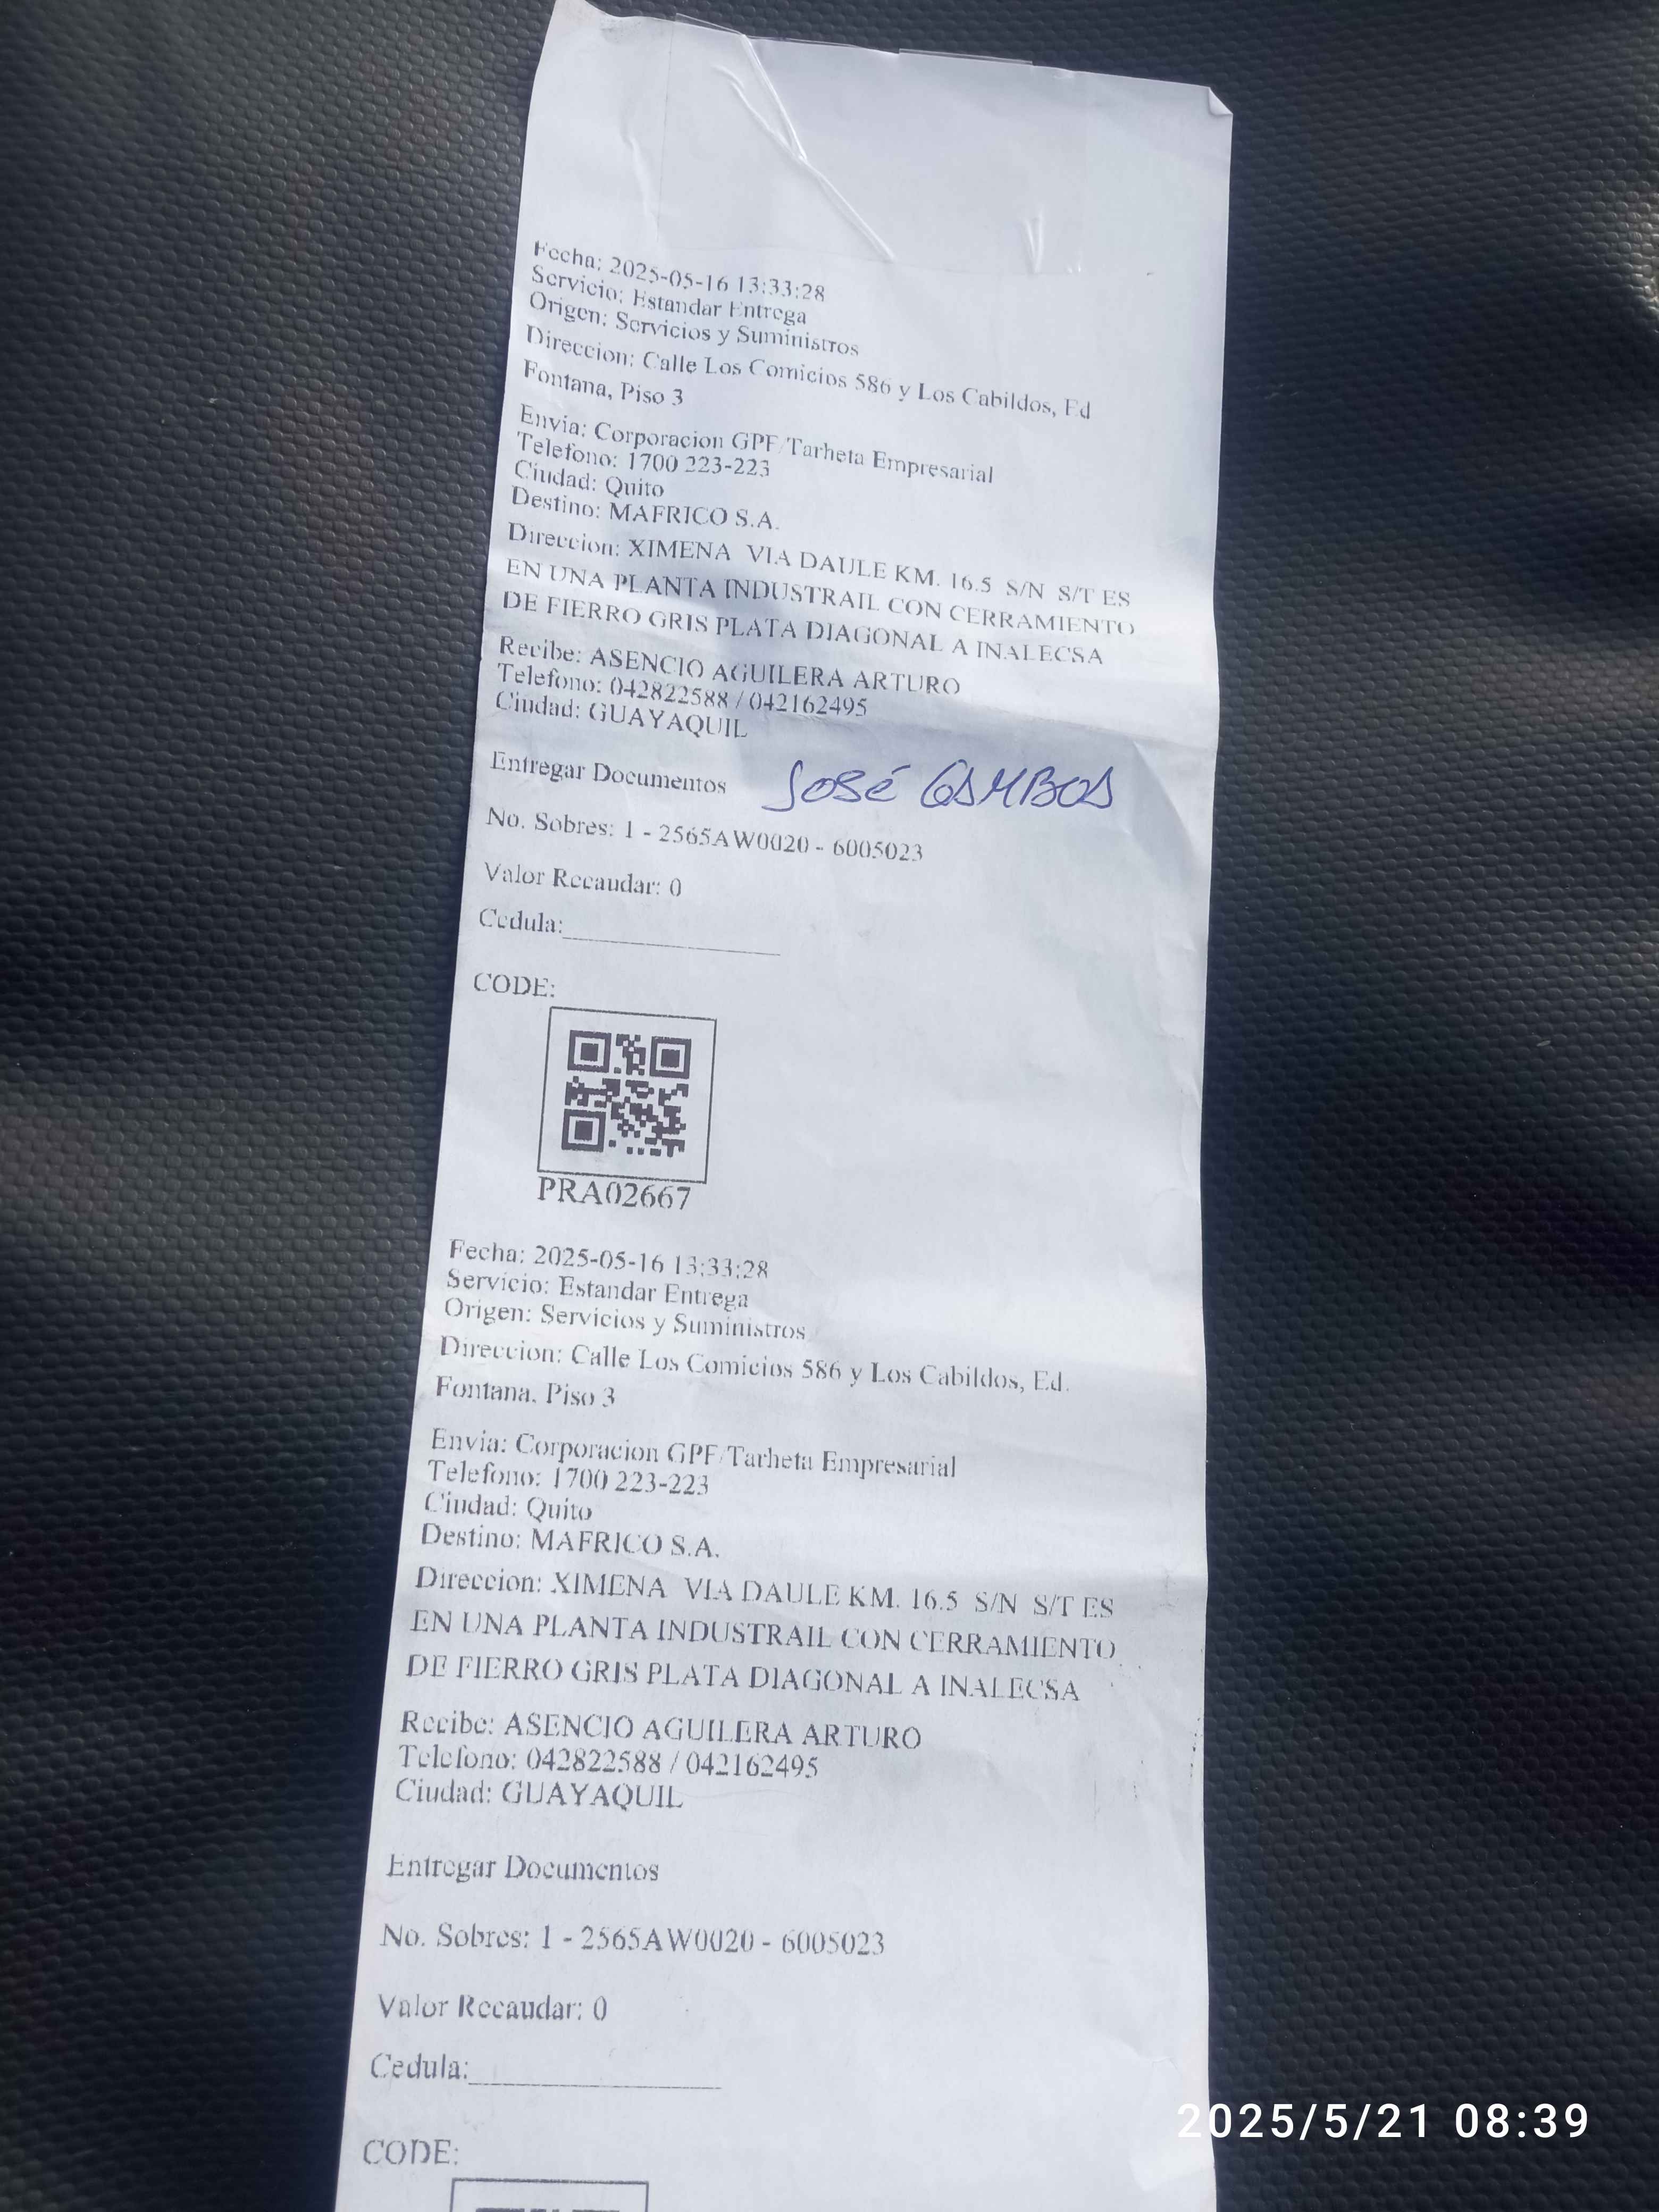 Fecha: 2025-05-16 13:33:28
Servicio: Estandar Entrega
Origen: Servicios y Suministros
Direccion: Calle Los Comicios 586 y Los Cabildos, Ed
Fontana, Piso 3
Envia: Corporacion GPF/Tarheta Empresarial
Telefono: 1700 223-223
Ciudad: Quito
Destino: MAFRICO S.A.
Direccion: XIMENA VIA DAULE KM. 16.5 S/N S/T ES
EN UNA PLANTA INDUSTRAIL CON CERRAMIENTO
DE FIERRO GRIS PLATA DIAGONAL A INALECSA
Recibe: ASENCIO AGUILERA ARTURO
Telefono: 042822588 / 042162495
Ciudad: GUAYAQUIL
Entregar Documentos JOSÉ
No. Sobres: 1 - 2565AW0020 - 6005023
Valor Recaudar: 0
Cedula:
CODE:
PRA02667
Fecha: 2025-05-16 13:33:28
Servicio: Estandar Entrega
Origen: Servicios y Suministros
Direccion: Calle Los Comicios 586 y Los Cabildos, Ed.
Fontana, Piso 3
Envia: Corporacion GPF/Tarheta Empresarial
Telefono: 1700 223-223
Ciudad: Quito
Destino: MAFRICO S.A.
Direccion: XIMENA VIA DAULE KM. 16.5 S/N S/T ES
EN UNA PLANTA INDUSTRAIL CON CERRAMIENTO
DE FIERRO GRIS PLATA DIAGONAL A INALECSA
Recibe: ASENCIO AGUILERA ARTURO
Telefono: 042822588 / 042162495
Ciudad: GUAYAQUIL
Entregar Documentos
No. Sobres: 1 - 2565AW0020 - 6005023
Valor Recaudar: 0
Cedula:
CODE:
2025/5/21 08:39